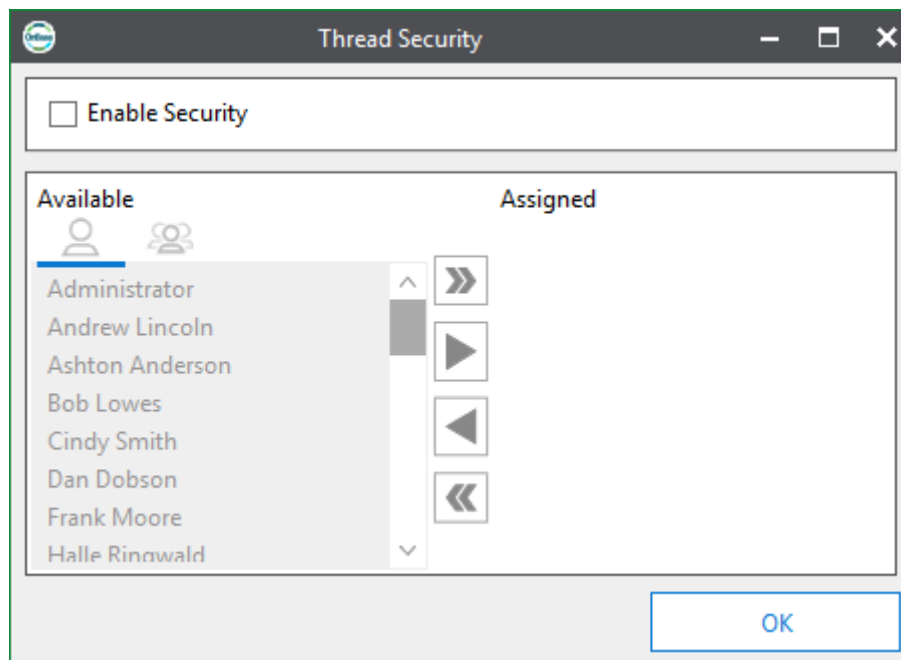 Thread Security
Enable Security
Available
Assigned
Administrator
Andrew Lincoln
Ashton Anderson
Bob Lowes
Cindy Smith
Dan Dobson
Frank Moore
Halle Ringwald
OK